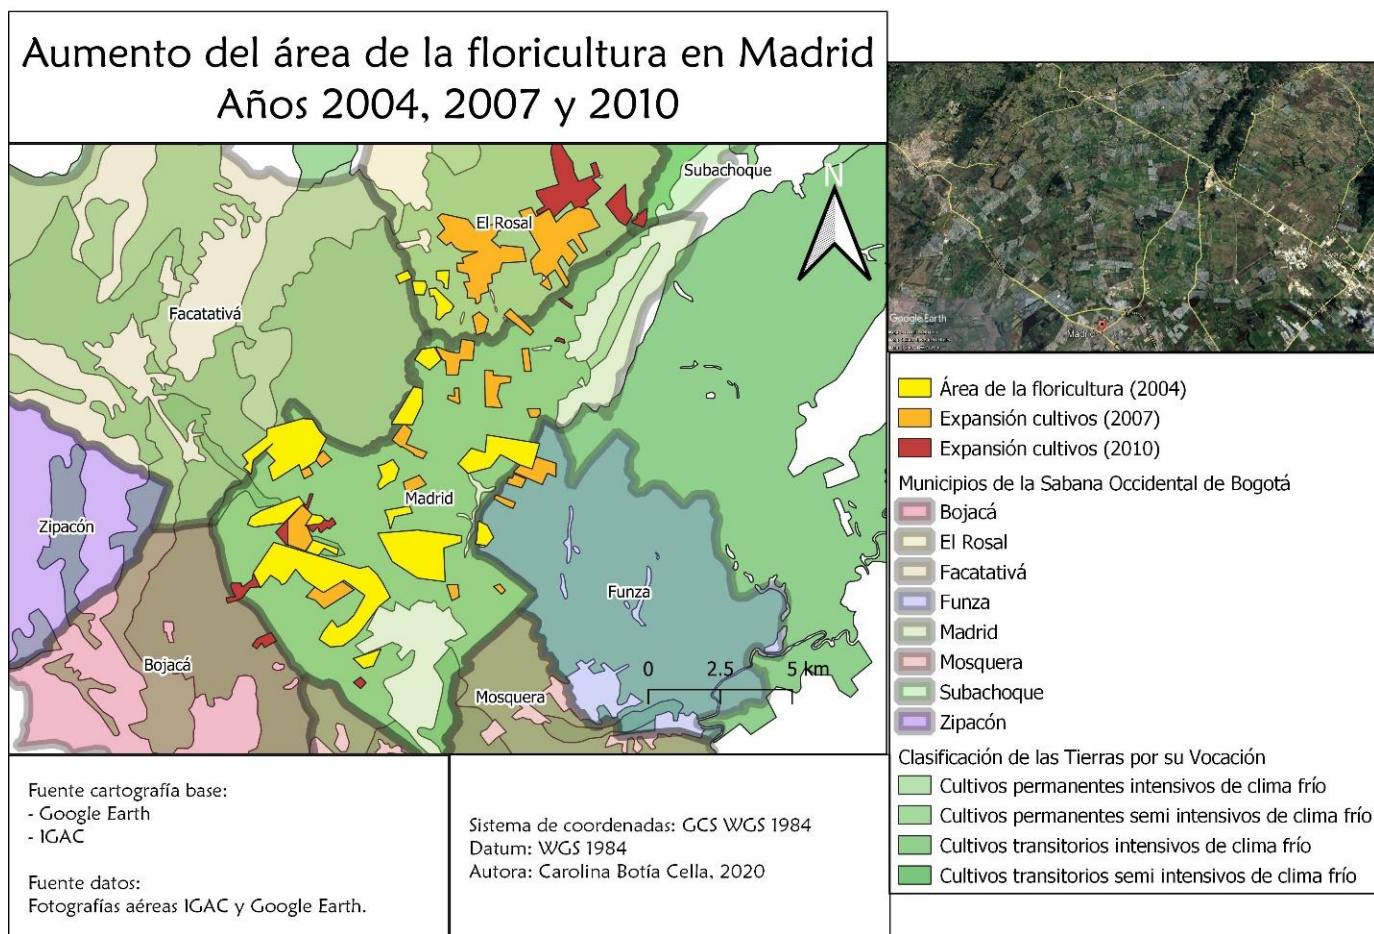 Aumento del área de la floricultura en Madrid
Años 2004, 2007 y 2010
Subachoque
N
El Rosal
Facatativá
Madrid
Zipacón
Funza
Bojacá
Mosquera
0 2.5 5 km
Google Earth
Madrid
Área de la floricultura (2004)
Expansión cultivos (2007)
Expansión cultivos (2010)
Municipios de la Sabana Occidental de Bogotá
Bojacá
El Rosal
Facatativá
Funza
Madrid
Mosquera
Subachoque
Zipacón
Clasificación de las Tierras por su Vocación
Cultivos permanentes intensivos de clima frío
Cultivos permanentes semi intensivos de clima frío
Cultivos transitorios intensivos de clima frío
Cultivos transitorios semi intensivos de clima frío
Fuente cartografía base:
- Google Earth
- IGAC
Fuente datos:
Fotografías aéreas IGAC y Google Earth.
Sistema de coordenadas: GCS WGS 1984
Datum: WGS 1984
Autora: Carolina Botía Cella, 2020